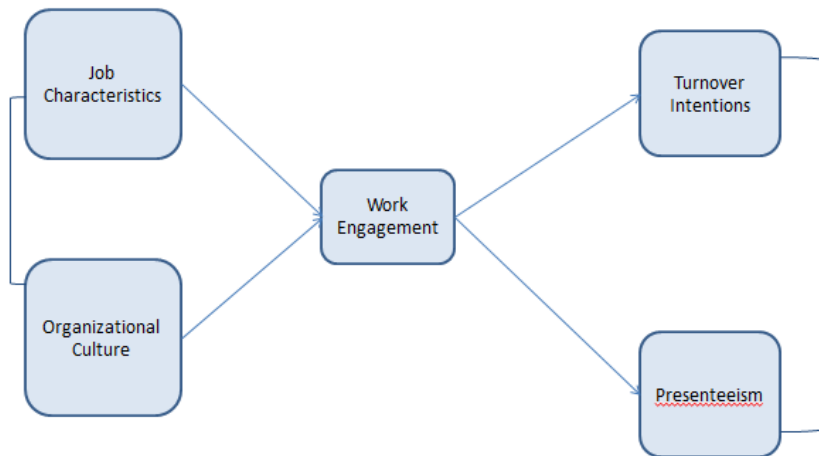 Job
Characteristics
Organizational
Culture
Work
Engagement
Turnover
Intentions
Presenteeism